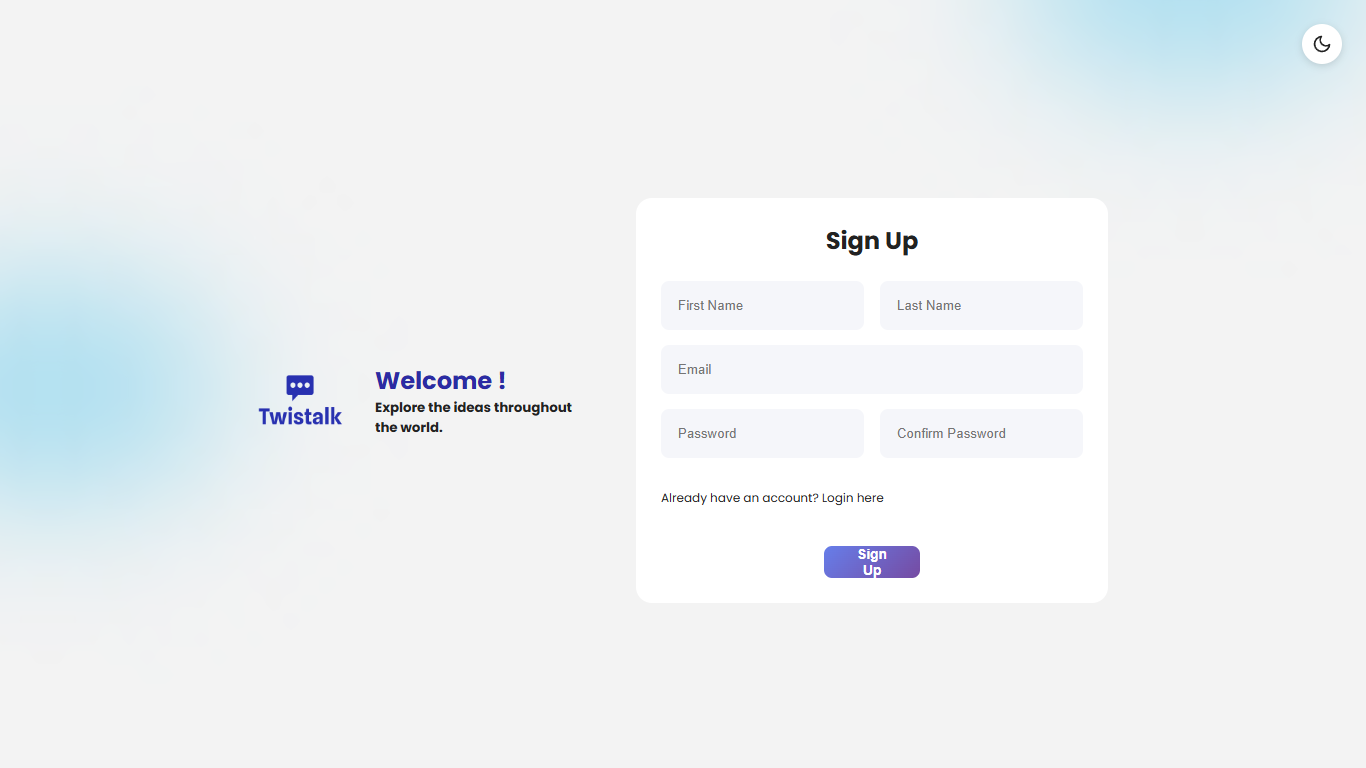 Sign Up
First Name
Last Name
Email
Password
Confirm Password
Already have an account? Login here
Sign
Up
Twistalk
Welcome !
Explore the ideas throughout
the world.